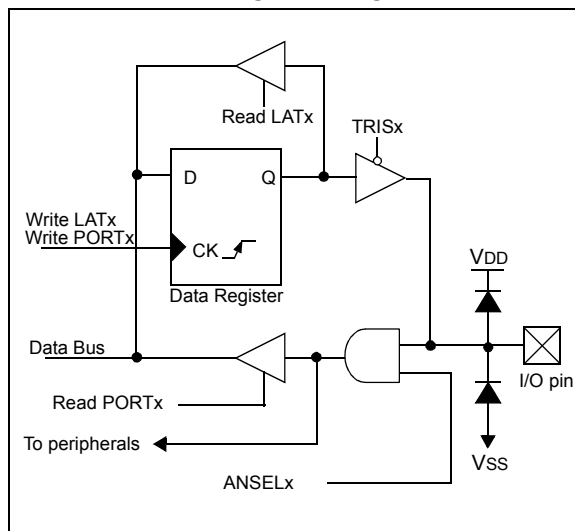 Read LATx
TRISx
D
Q
Write LATx
Write PORTx
CK
Data Register
VDD
Data Bus
I/O pin
Read PORTx
To peripherals
VSS
ANSELx